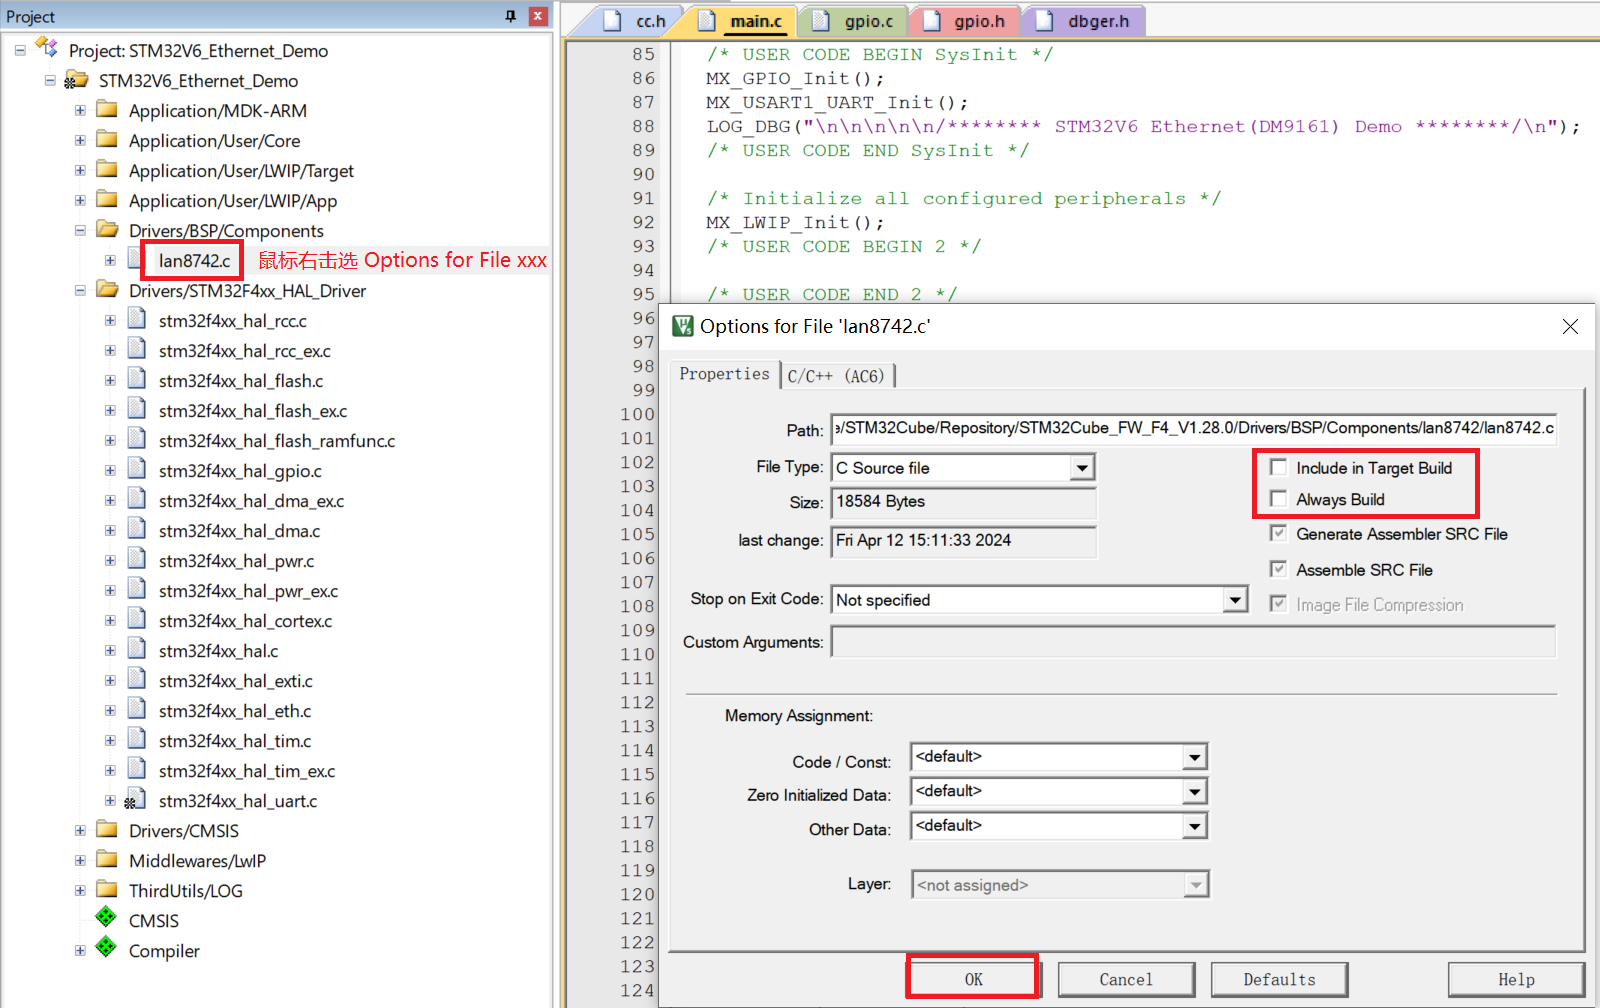 Project
Project: STM32V6_Ethernet_Demo
STM32V6_Ethernet_Demo
Application/MDK-ARM
Application/User/Core
Application/User/LWIP/Target
Application/User/LWIP/App
Drivers/BSP/Components
lan8742.c 鼠标右击选 Options for File xxx
Drivers/STM32F4xx_HAL_Driver
stm32f4xx_hal_rcc.c
stm32f4xx_hal_rcc_ex.c
stm32f4xx_hal_flash.c
stm32f4xx_hal_flash_ex.c
stm32f4xx_hal_flash_ramfunc.c
stm32f4xx_hal_gpio.c
stm32f4xx_hal_dma_ex.c
stm32f4xx_hal_dma.c
stm32f4xx_hal_pwr.c
stm32f4xx_hal_pwr_ex.c
stm32f4xx_hal_cortex.c
stm32f4xx_hal.c
stm32f4xx_hal_exti.c
stm32f4xx_hal_eth.c
stm32f4xx_hal_tim.c
stm32f4xx_hal_tim_ex.c
stm32f4xx_hal_uart.c
Drivers/CMSIS
Middlewares/LwIP
ThirdUtils/LOG
CMSIS
Compiler
cc.h main.c gpio.c gpio.h dbger.h
85 /* USER CODE BEGIN SysInit */
86 MX_GPIO_Init();
87 MX_USART1_UART_Init();
88 LOG_DBG("\n\n\n\n\n/******** STM32V6 Ethernet(DM9161) Demo ********/\n");
89 /* USER CODE END SysInit */
90
91 /* Initialize all configured peripherals */
92 MX_LWIP_Init();
93 /* USER CODE BEGIN 2 */
94
95 /* USER CODE END 2 */
96
97
98
99
100
101
102
103
104
105
106
107
108
109
110
111
112
113
114
115
116
117
118
119
120
121
122
123
124
Options for File 'lan8742.c'
Properties C/C++ (AC6)
Path: e/STM32Cube/Repository/STM32Cube_FW_F4_V1.28.0/Drivers/BSP/Components/lan8742/lan8742.c
File Type: C Source file
Include in Target Build
Size: 18584 Bytes
Always Build
last change: Fri Apr 12 15:11:33 2024
Generate Assembler SRC File
Assemble SRC File
Stop on Exit Code: Not specified
Image File Compression
Custom Arguments:
Memory Assignment:
Code / Const: <default>
Zero Initialized Data: <default>
Other Data: <default>
Layer: <not assigned>
OK Cancel Defaults Help